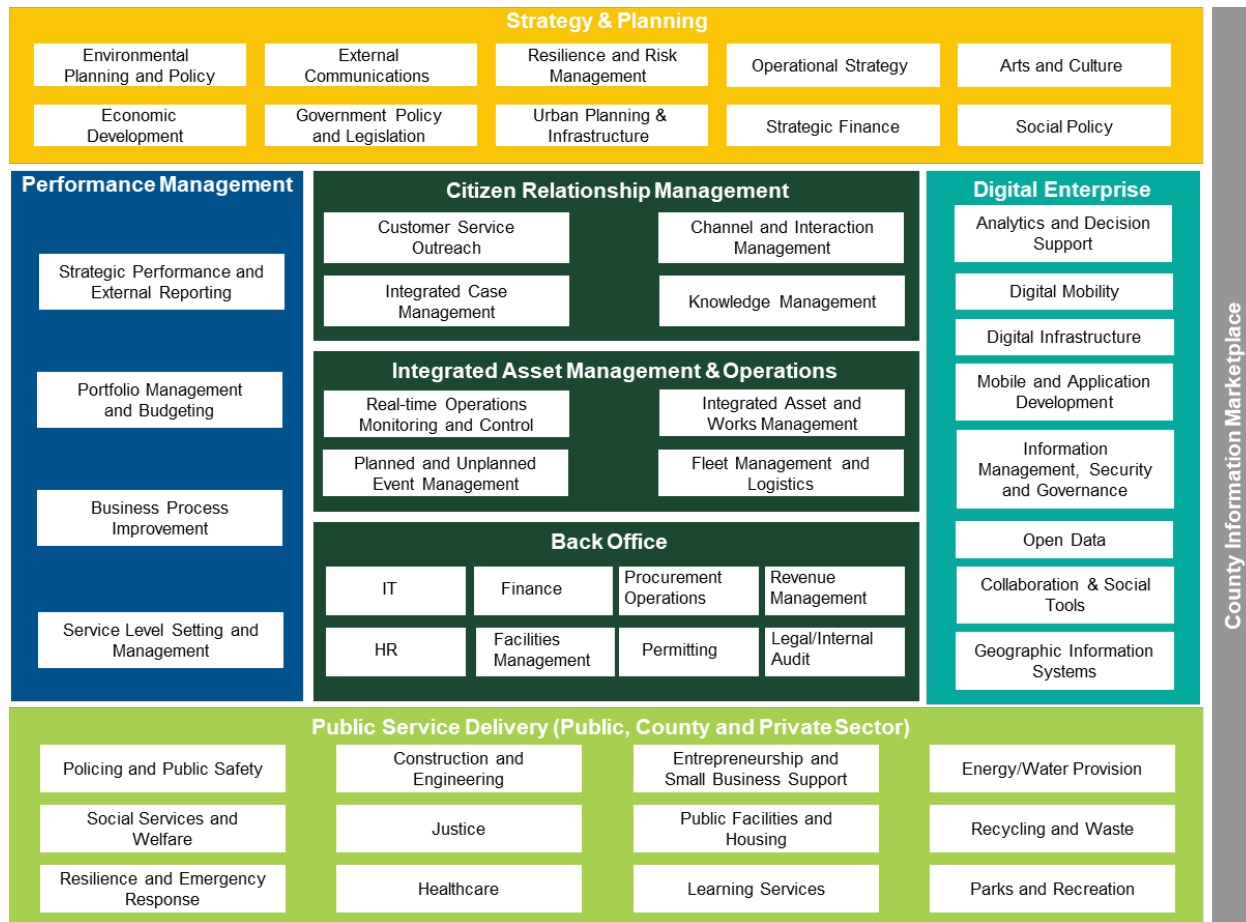 Strategy & Planning
Environmental
Planning and Policy
External
Communications
Resilience and Risk
Management
Operational Strategy
Arts and Culture
Economic
Development
Government Policy
and Legislation
Urban Planning &
Infrastructure
Strategic Finance
Social Policy
Performance Management
Strategic Performance and
External Reporting
Portfolio Management
and Budgeting
Business Process
Improvement
Service Level Setting and
Management
Citizen Relationship Management
Customer Service
Outreach
Channel and Interaction
Management
Integrated Case
Management
Knowledge Management
Integrated Asset Management & Operations
Real-time Operations
Monitoring and Control
Integrated Asset and
Works Management
Planned and Unplanned
Event Management
Fleet Management and
Logistics
Back Office
IT
Finance
Procurement
Operations
Revenue
Management
HR
Facilities
Management
Permitting
Legal/Internal
Audit
Digital Enterprise
Analytics and Decision
Support
Digital Mobility
Digital Infrastructure
Mobile and Application
Development
Information
Management, Security
and Governance
Open Data
Collaboration & Social
Tools
Geographic Information
Systems
Public Service Delivery (Public, County and Private Sector)
Policing and Public Safety
Construction and
Engineering
Entrepreneurship and
Small Business Support
Energy/Water Provision
Social Services and
Welfare
Justice
Public Facilities and
Housing
Recycling and Waste
Resilience and Emergency
Response
Healthcare
Learning Services
Parks and Recreation
County Information Marketplace